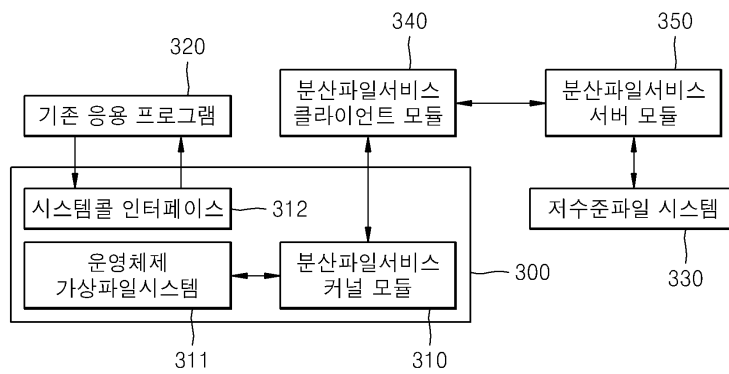 320
340
350
기존 응용 프로그램
분산파일서비스
클라이언트 모듈
분산파일서비스
서버 모듈
시스템콜 인터페이스
312
저수준파일 시스템
운영체제
가상파일시스템
분산파일서비스
커널 모듈
300
330
311
310